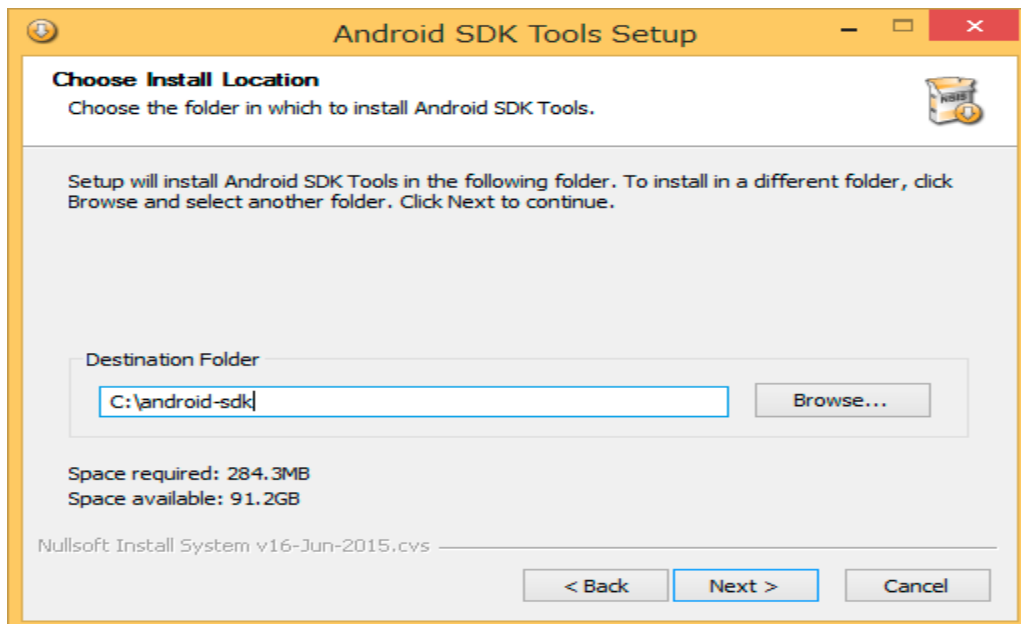 Android SDK Tools Setup
Choose Install Location
Choose the folder in which to install Android SDK Tools.
NSIS
Setup will install Android SDK Tools in the following folder. To install in a different folder, click
Browse and select another folder. Click Next to continue.
Destination Folder
C:\android-sdk
Browse...
Space required: 284.3MB
Space available: 91.2GB
Nullsoft Install System v16-Jun-2015.cvs
< Back
Next >
Cancel